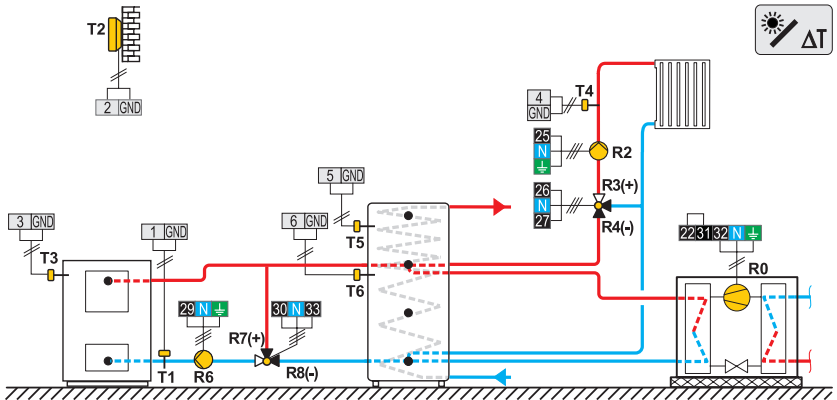 T2
2 GND
ΔT
4
GND
T4
25
N
R2
R3(+)
26
N
27
R4(-)
5 GND
3 GND
1 GND
6 GND
T5
T3
T6
22 31 32 N
R0
29 N
30 N 33
R7(+)
T1
R6
R8(-)